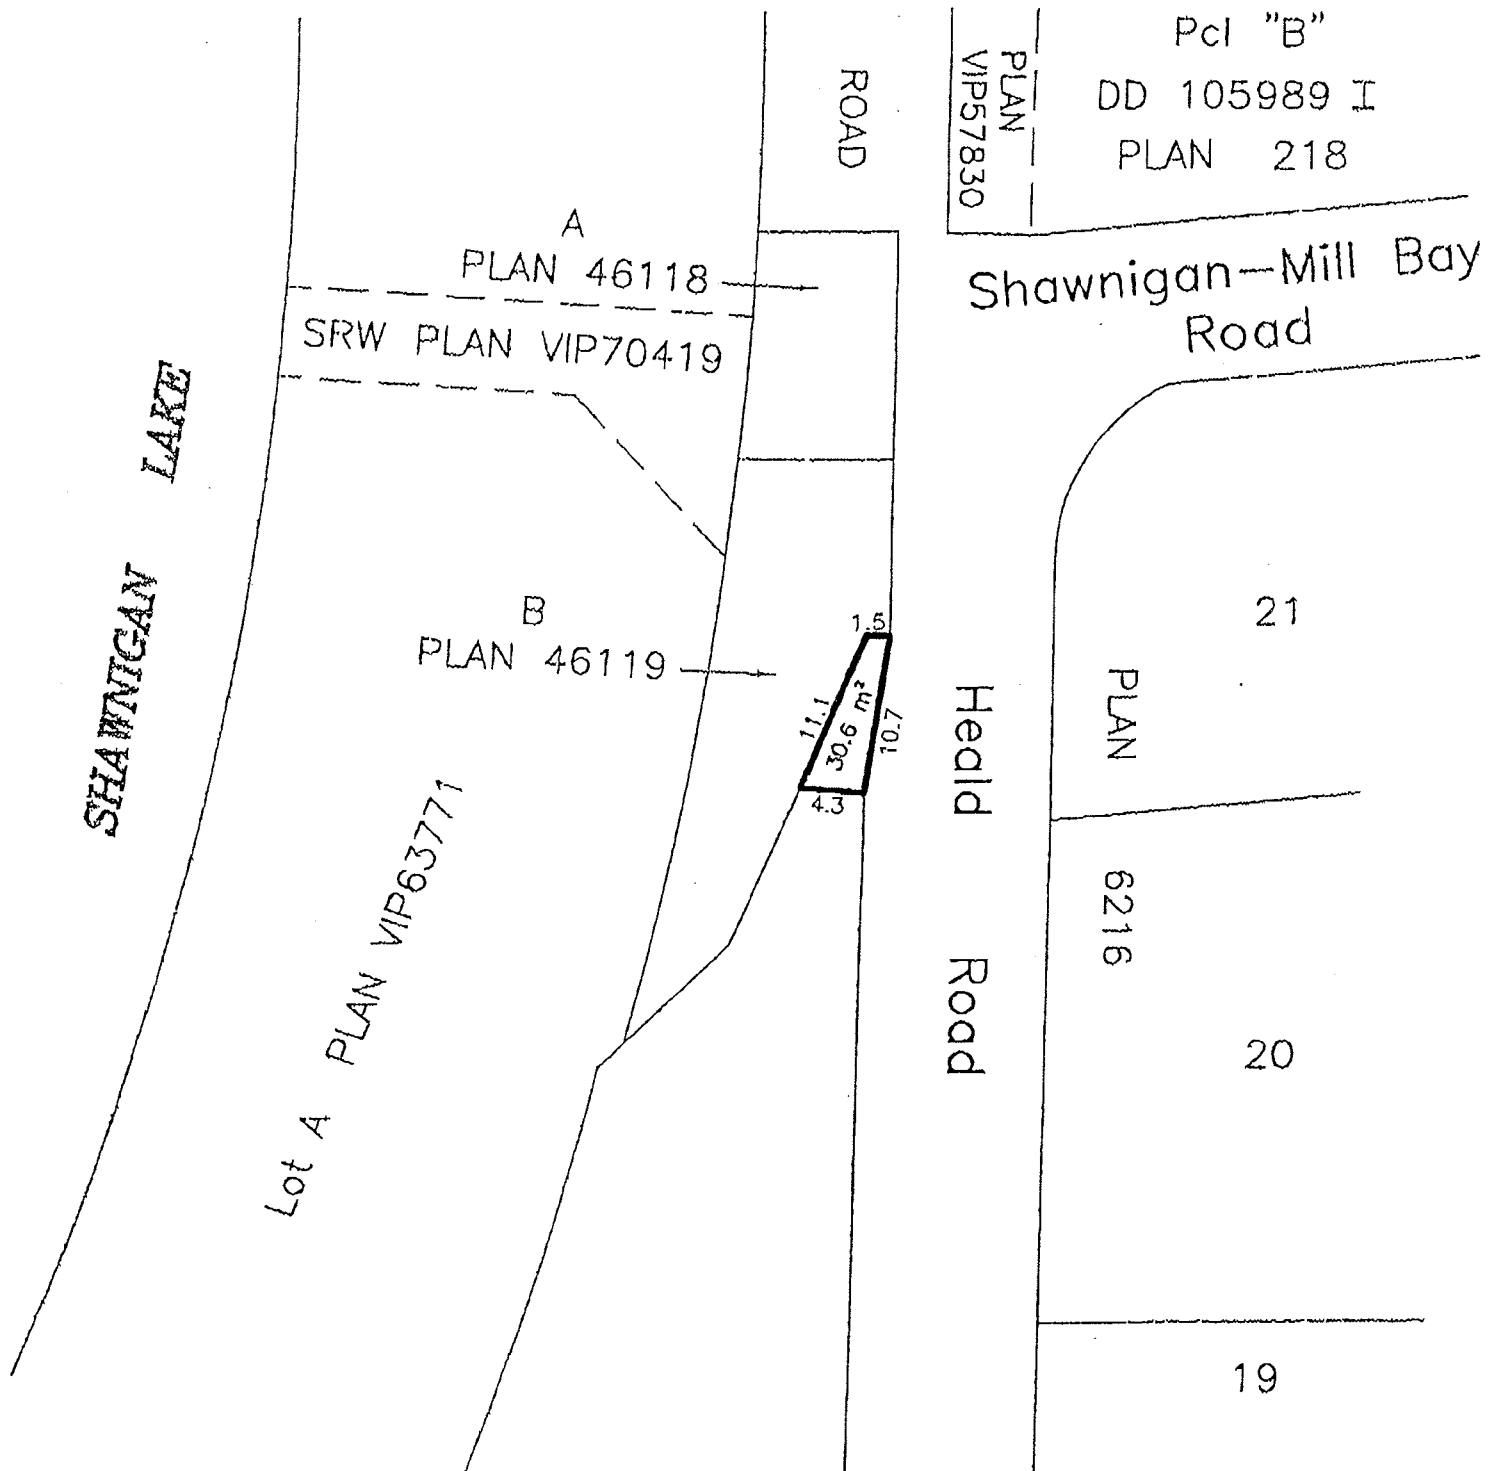 Pcl "B"
DD 105989 I
PLAN 218
PLAN
VIP57830
ROAD
A
PLAN 46118
SRW PLAN VIP70419
Shawnigan-Mill Bay
Road
SHAWNIGAN LAKE
B
PLAN 46119
1.5
11.1
30.6 m²
10.7
4.3
Heald Road
21
PLAN 6216
Lot A PLAN VIP63771
20
19